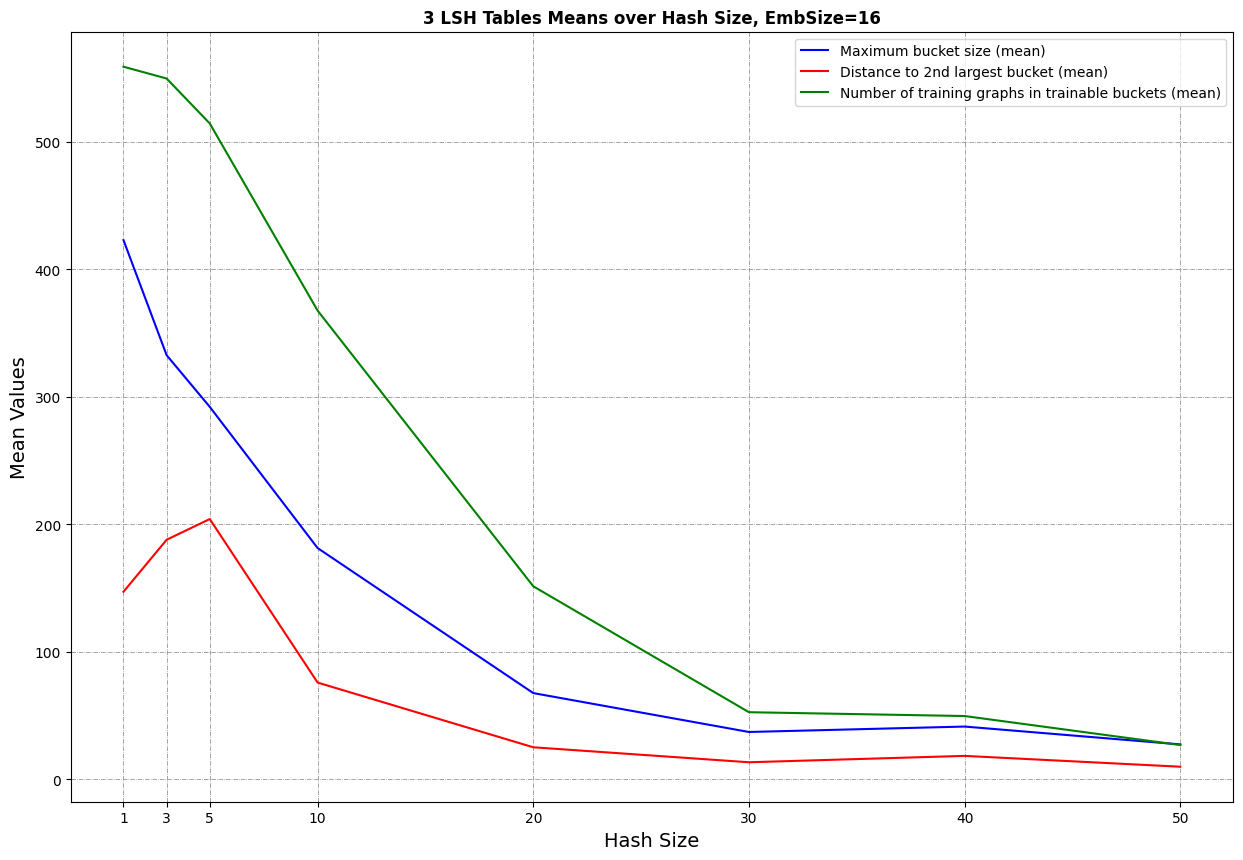 3 LSH Tables Means over Hash Size, EmbSize=16
Maximum bucket size (mean)
Distance to 2nd largest bucket (mean)
Number of training graphs in trainable buckets (mean)
Mean Values
500
400
300
200
100
0
1 3 5 10 20 30 40 50
Hash Size